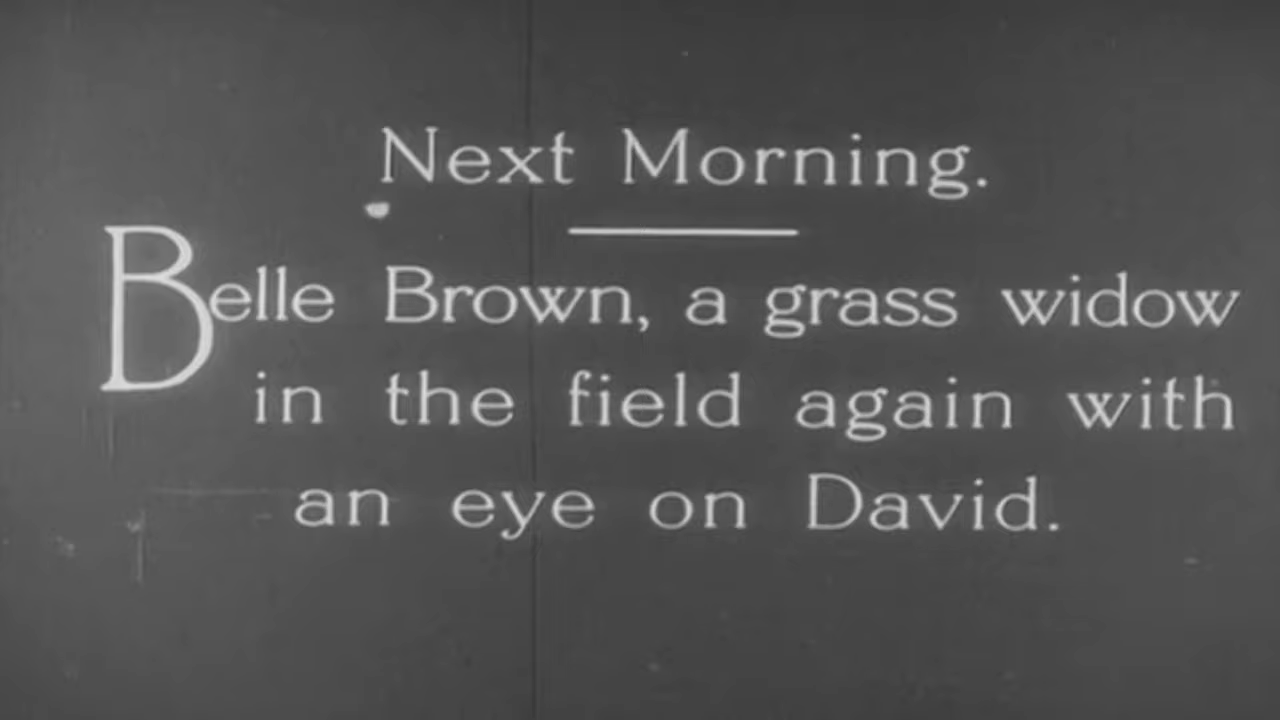 Next Morning.
Belle Brown, a grass widow
in the field again with
an eye on David.